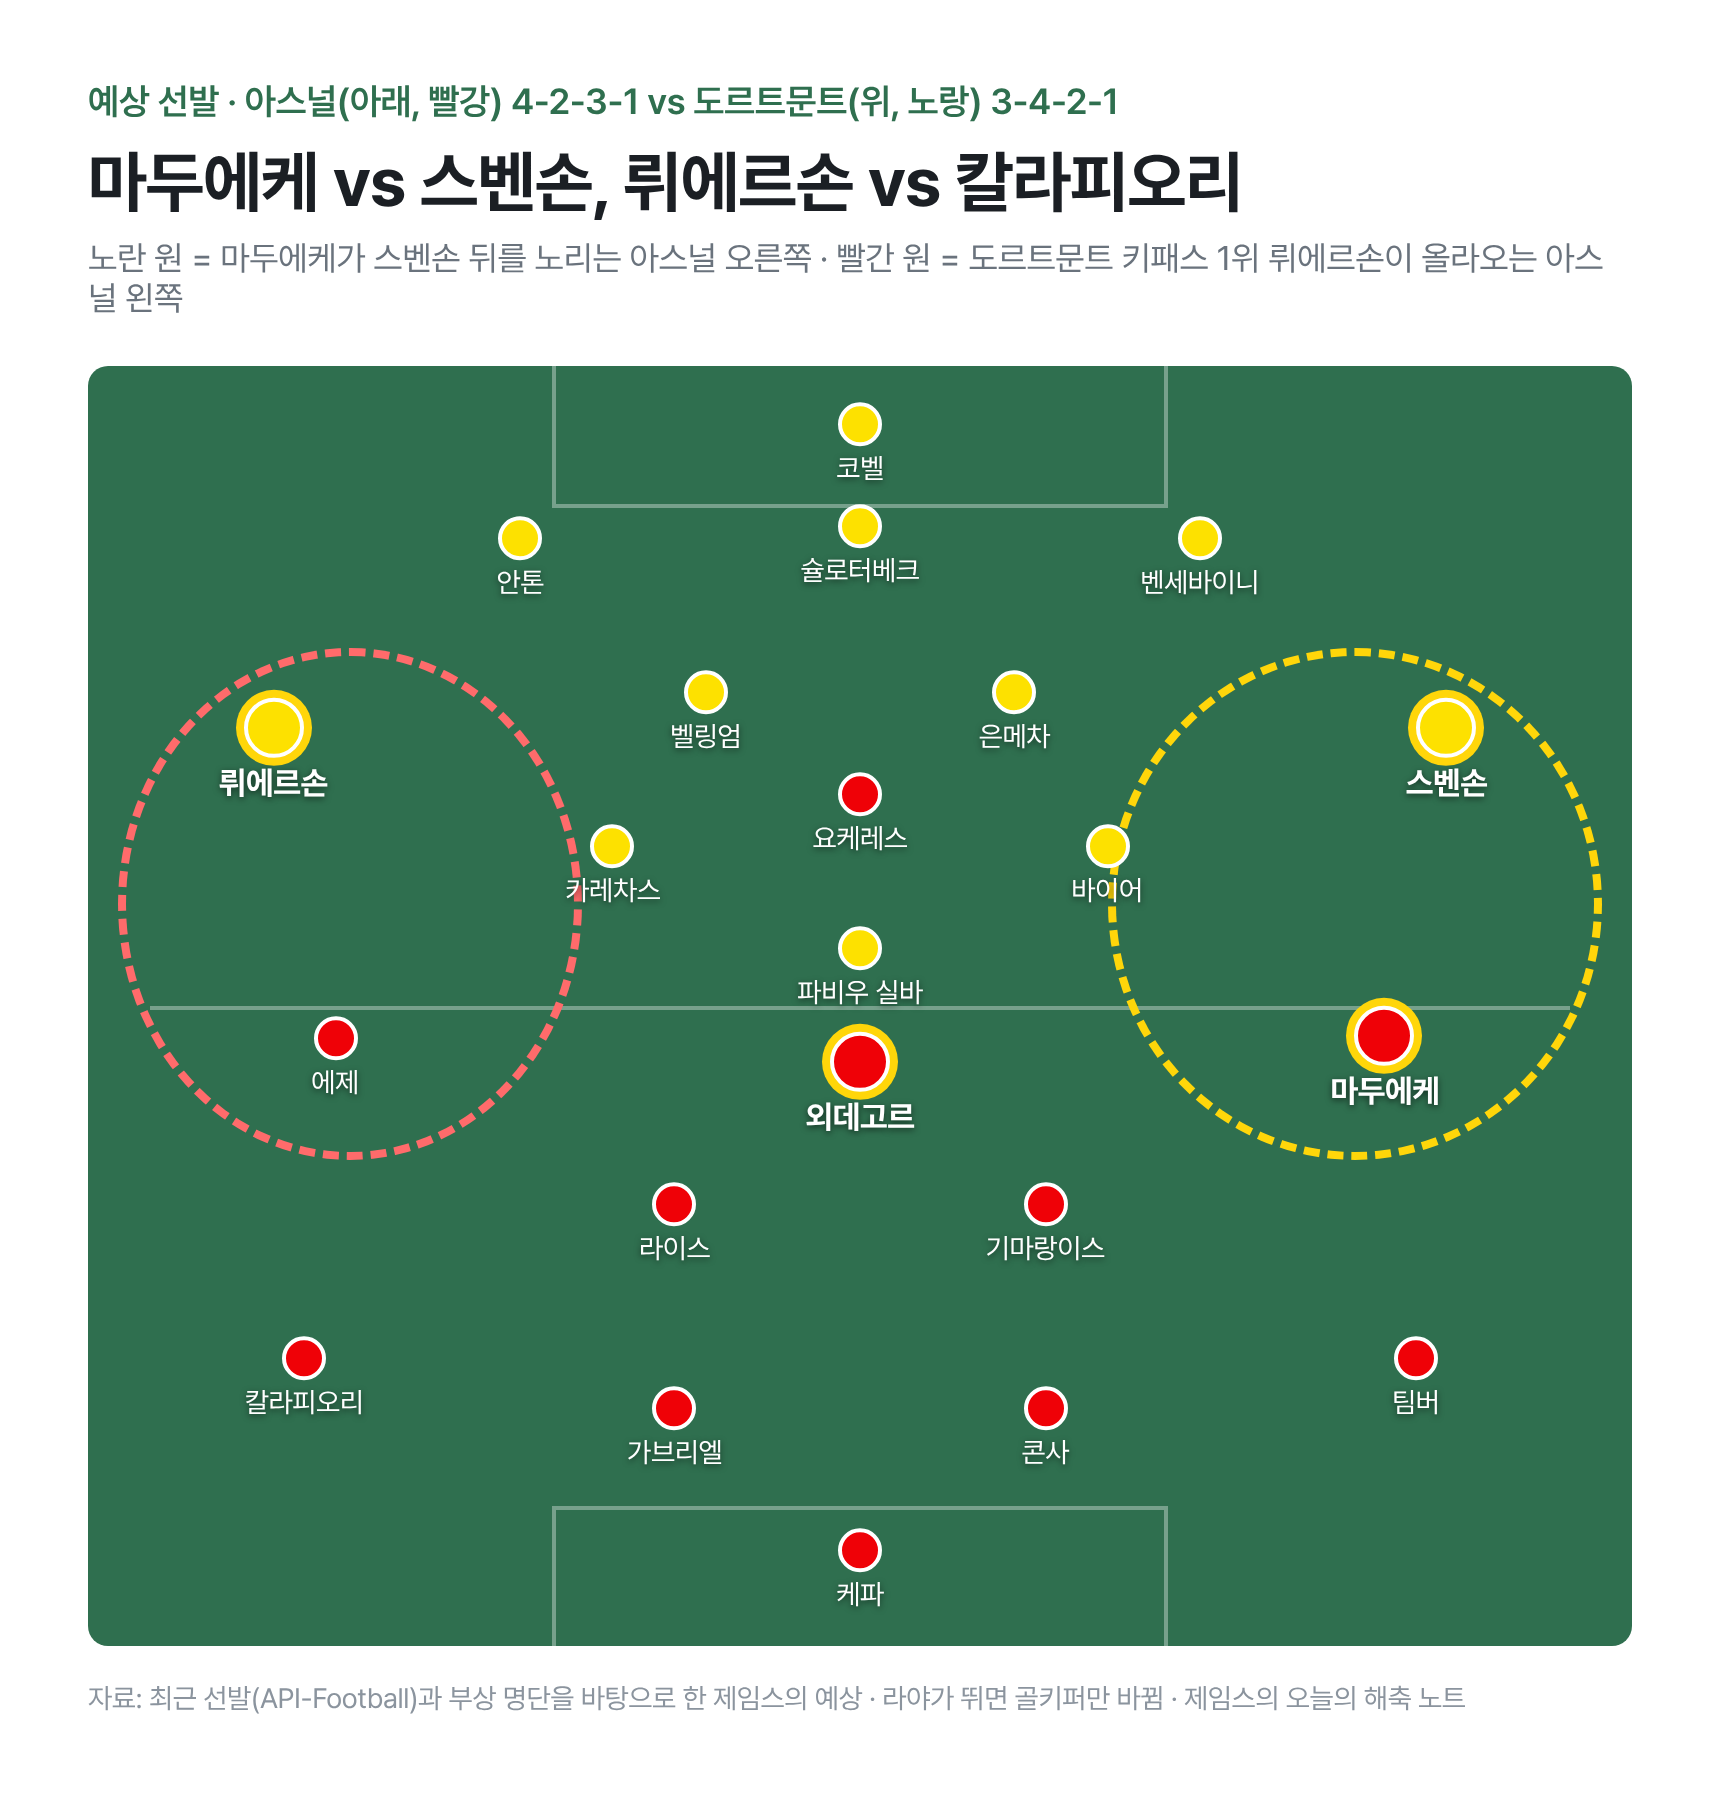 예상 선발 · 아스널(아래, 빨강) 4-2-3-1 vs 도르트문트(위, 노랑) 3-4-2-1
마두에케 vs 스벤손, 뤼에르손 vs 칼라피오리
노란 원 = 마두에케가 스벤손 뒤를 노리는 아스널 오른쪽 · 빨간 원 = 도르트문트 키패스 1위 뤼에르손이 올라오는 아스
널 왼쪽
코벨
안톤
슐로터베크
벤세바이니
벨링엄
은메차
뤼에르손
스벤손
요케레스
카레차스
바이어
파비우 실바
에제
외데고르
마두에케
라이스
기마랑이스
칼라피오리
팀버
가브리엘
콘사
케파
자료: 최근 선발(API-Football)과 부상 명단을 바탕으로 한 제임스의 예상 · 라야가 뛰면 골키퍼만 바뀜 · 제임스의 오늘의 해축 노트